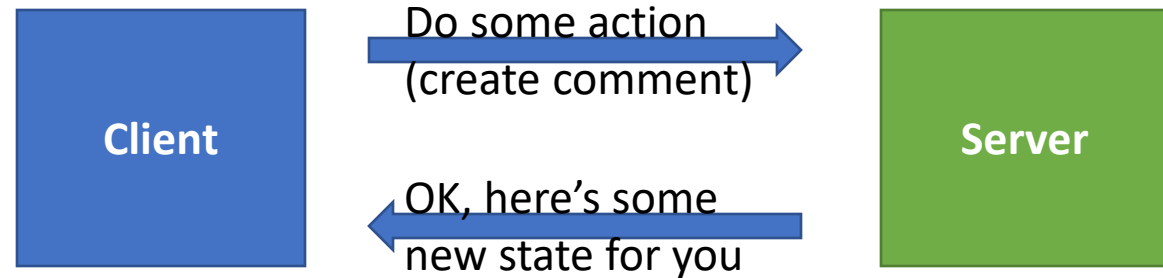 Do some action
(create comment)
Client
Server
OK, here’s some
new state for you